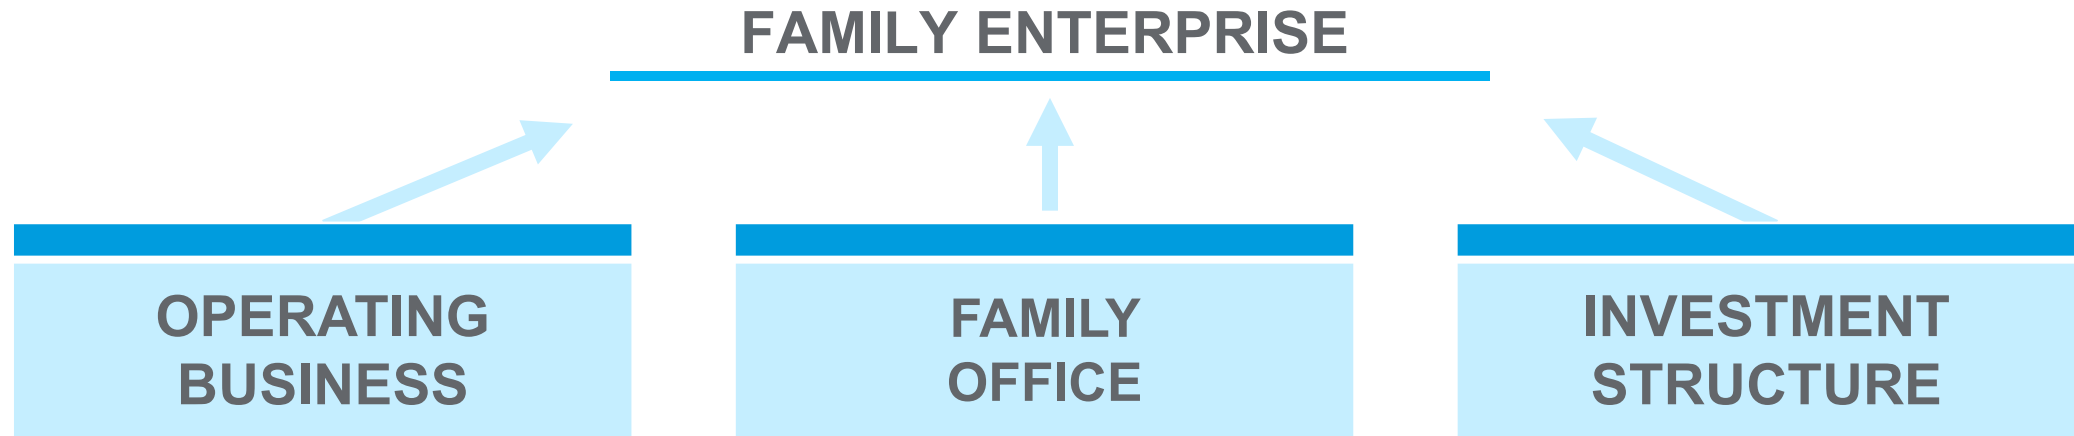 FAMILY ENTERPRISE
OPERATING
BUSINESS
FAMILY
OFFICE
INVESTMENT
STRUCTURE